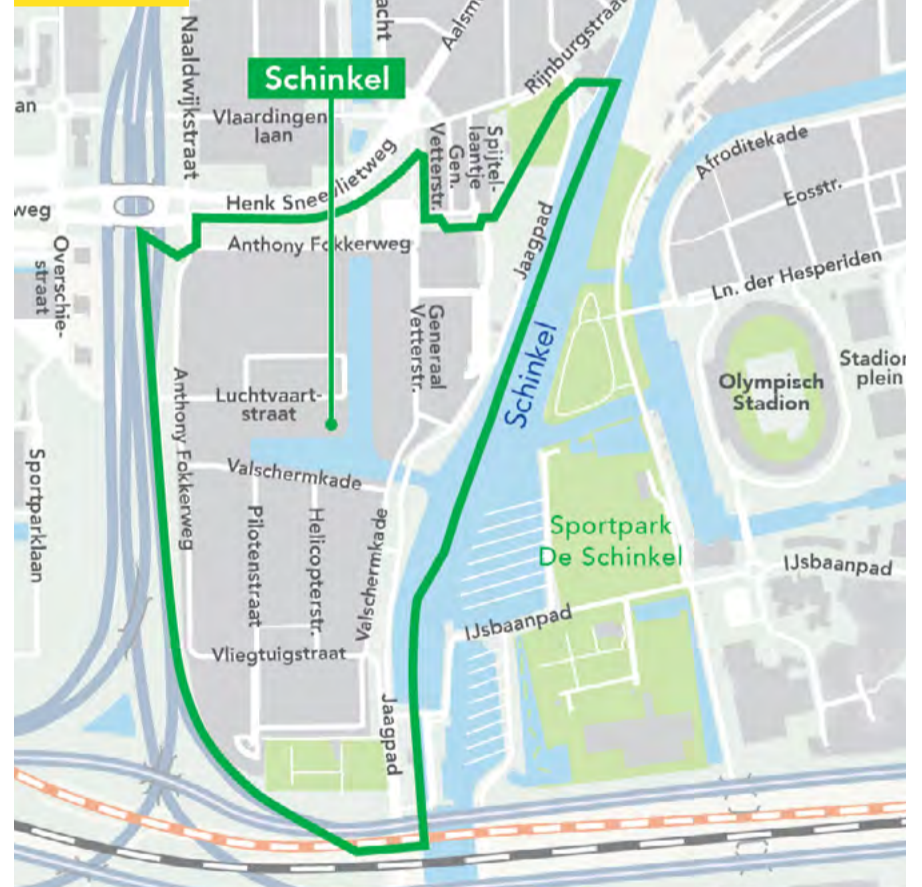 acht
Aalsm
Naaldwijkstraat
Rijnburgstraat
Schinkel
an
Vlaardingen
laan
Spijtel-
laantje
Gen.
Vetterstr.
Afroditekade
Eosstr.
Henk Sneevlietweg
weg
Anthony Fokkerweg
Jaagpad
Overschie-
straat
Ln. der Hesperiden
Generaal
Vetterstr.
Schinkel
Stadion
plein
Olympisch
Stadion
Anthony Fokkerweg
Luchtvaart-
straat
Sportparklaan
Valschermkade
Pilotenstraat
Helicopterstr.
Valschermkade
Sportpark
De Schinkel
IJsbaanpad
IJsbaanpad
Vliegtuigstraat
Jaagpad